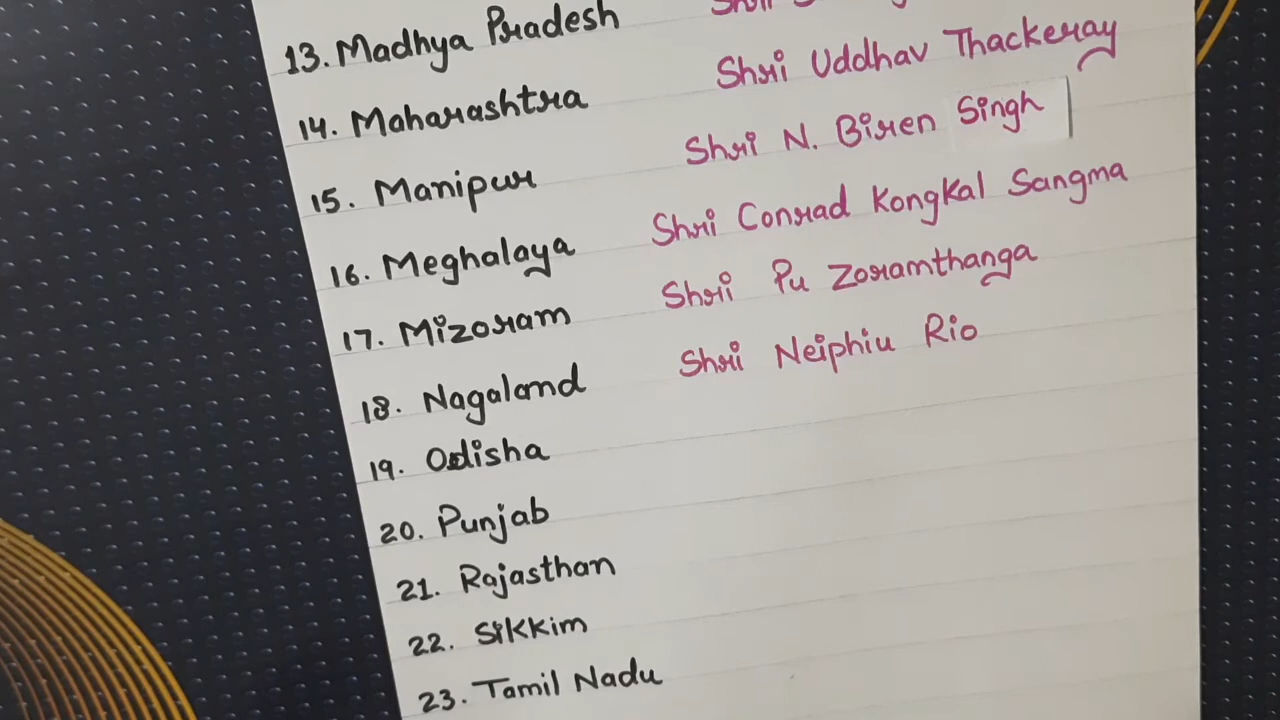 13. Madhya Pradesh Shri
14. Maharashtra Shri Uddhav Thackeray
15. Manipur Shri N. Biren Singh
16. Meghalaya Shri Conrad Kongkal Sangma
17. Mizoram Shri Pu Zoramthanga
18. Nagaland Shri Neiphiu Rio
19. Odisha
20. Punjab
21. Rajasthan
22. Sikkim
23. Tamil Nadu